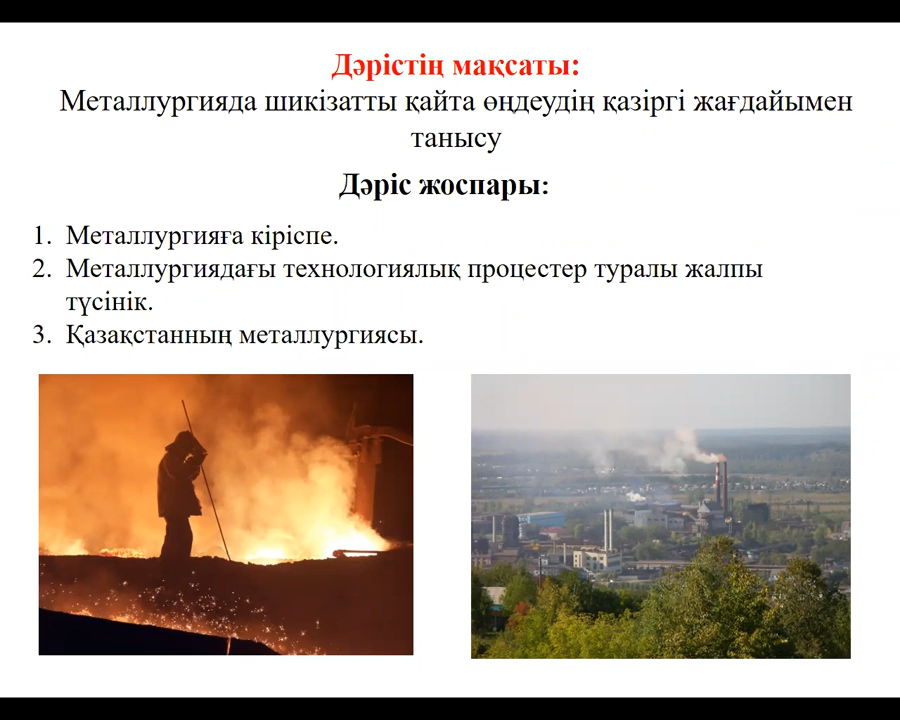 Дәрістің мақсаты:
Металлургияда шикізатты қайта өңдеудің қазіргі жағдайымен
танысу
Дәріс жоспары:
1. Металлургияға кіріспе.
2. Металлургиядағы технологиялық процестер туралы жалпы
түсінік.
3. Қазақстанның металлургиясы.